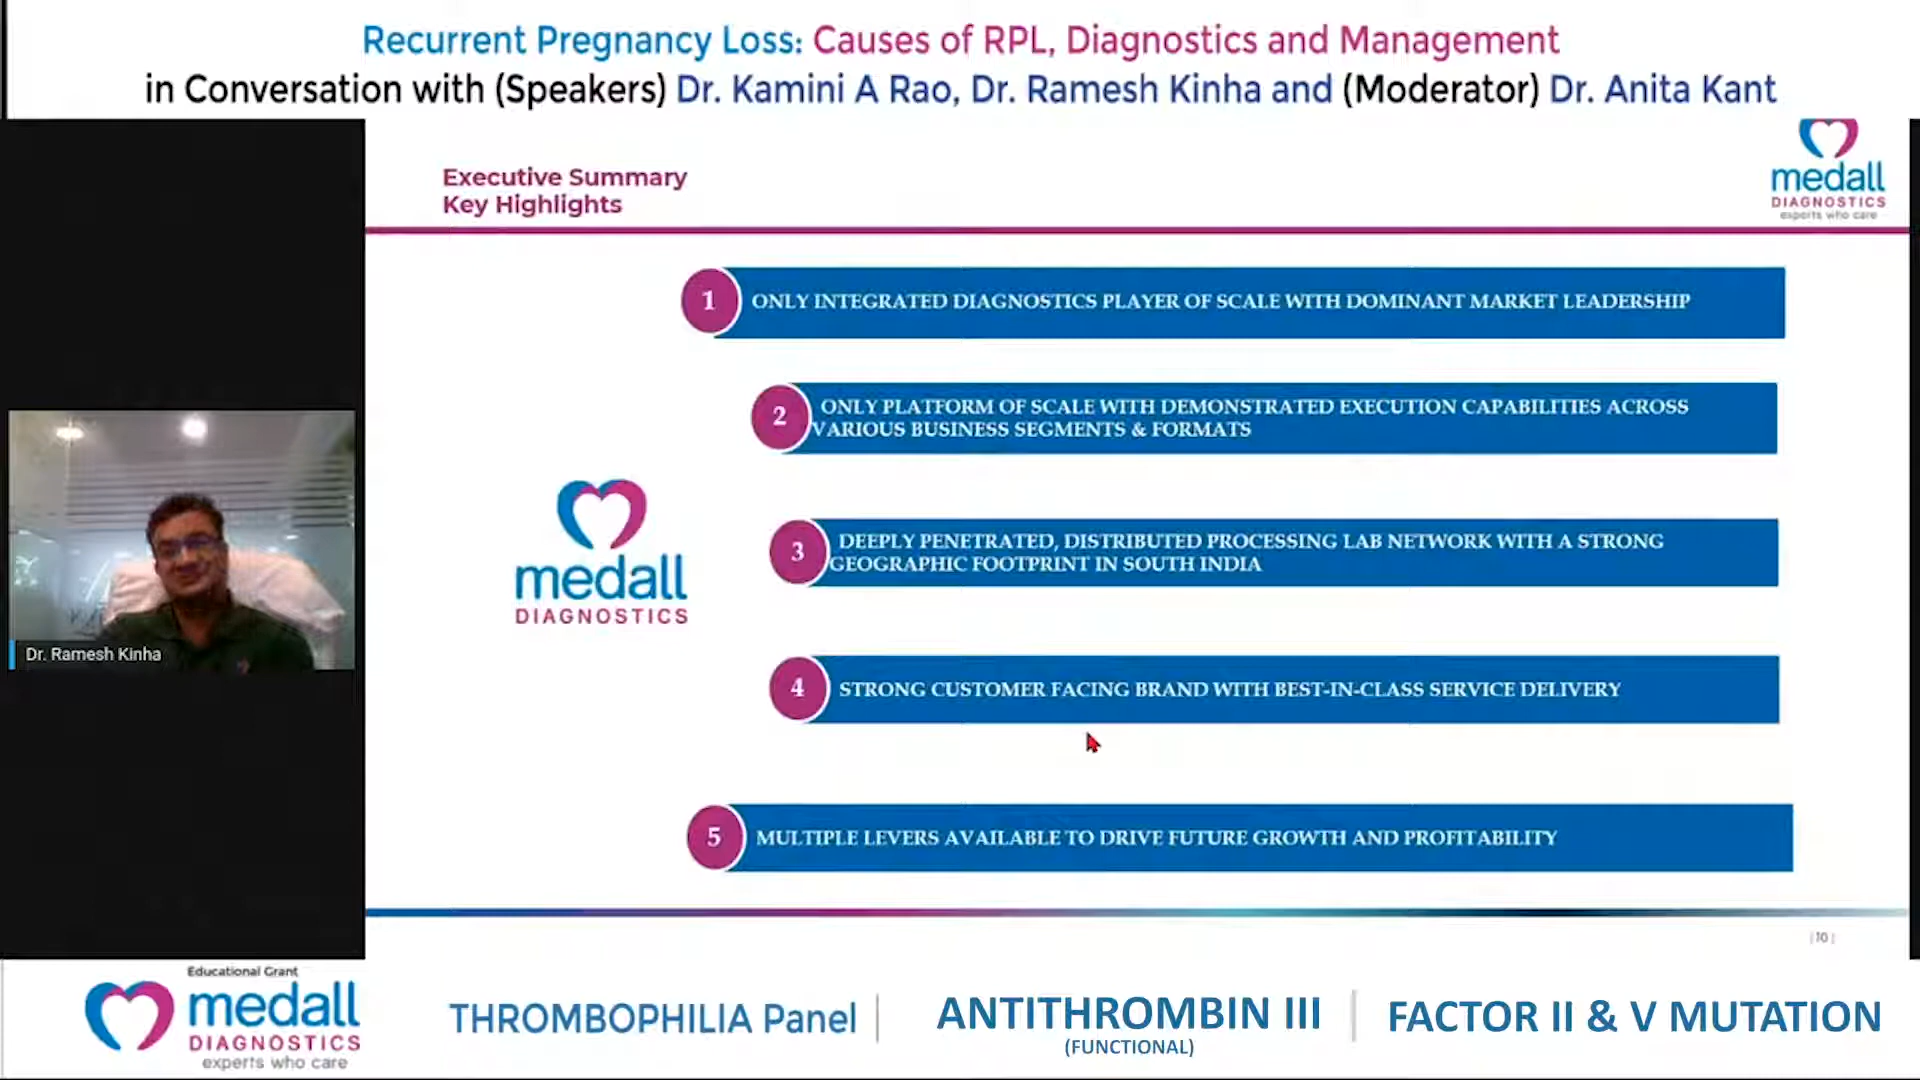 Recurrent Pregnancy Loss: Causes of RPL, Diagnostics and Management
in Conversation with (Speakers) Dr. Kamini A Rao, Dr. Ramesh Kinha and (Moderator) Dr. Anita Kant
Executive Summary
Key Highlights
medall
DIAGNOSTICS
experts who care
1 ONLY INTEGRATED DIAGNOSTICS PLAYER OF SCALE WITH DOMINANT MARKET LEADERSHIP
2 ONLY PLATFORM OF SCALE WITH DEMONSTRATED EXECUTION CAPABILITIES ACROSS
VARIOUS BUSINESS SEGMENTS & FORMATS
medall
DIAGNOSTICS
3 DEEPLY PENETRATED, DISTRIBUTED PROCESSING LAB NETWORK WITH A STRONG
GEOGRAPHIC FOOTPRINT IN SOUTH INDIA
4 STRONG CUSTOMER FACING BRAND WITH BEST-IN-CLASS SERVICE DELIVERY
5 MULTIPLE LEVERS AVAILABLE TO DRIVE FUTURE GROWTH AND PROFITABILITY
Dr. Ramesh Kinha
|10|
Educational Grant
medall
DIAGNOSTICS
experts who care
THROMBOPHILIA Panel
ANTITHROMBIN III
(FUNCTIONAL)
FACTOR II & V MUTATION